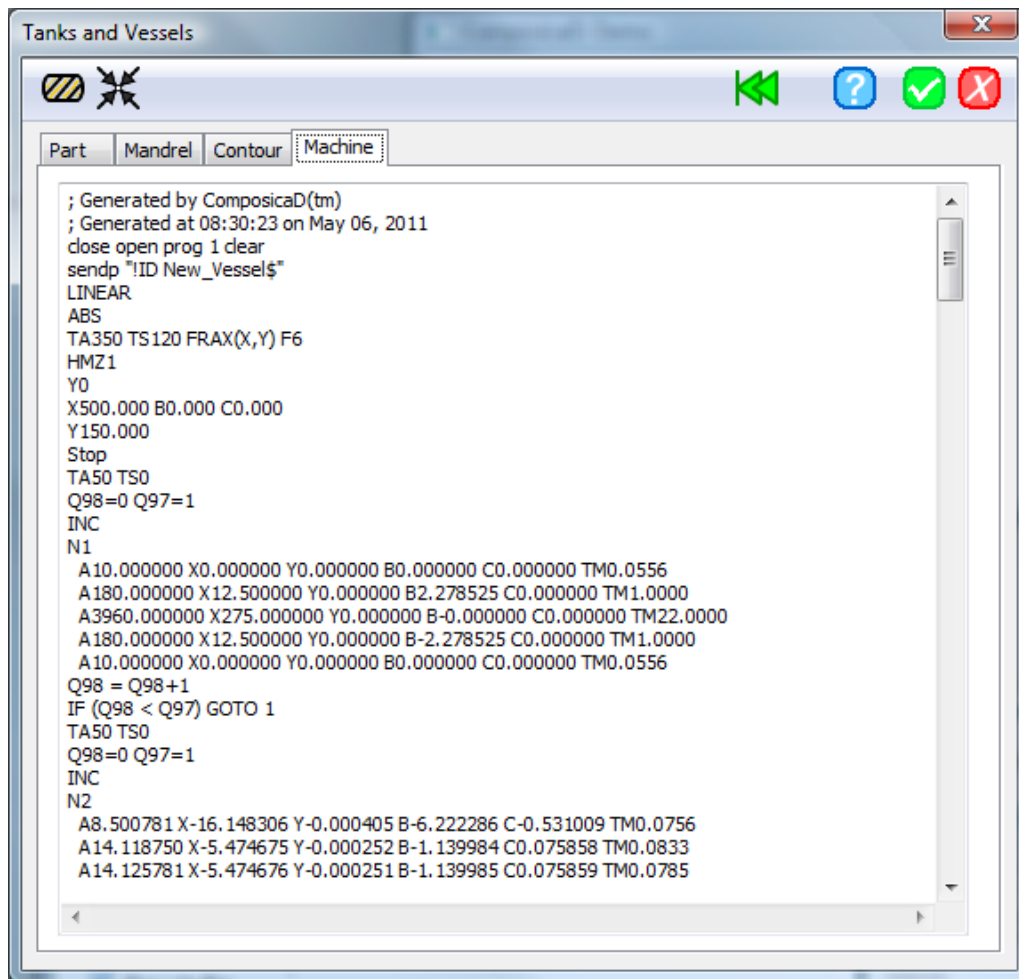 Tanks and Vessels
Part Mandrel Contour Machine
; Generated by ComposicaD(tm)
; Generated at 08:30:23 on May 06, 2011
close open prog 1 clear
sendp "!ID New_Vessel$"
LINEAR
ABS
TA350 TS120 FRAX(X,Y) F6
HMZ1
Y0
X500.000 B0.000 C0.000
Y150.000
Stop
TA50 TS0
Q98=0 Q97=1
INC
N1
A10.000000 X0.000000 Y0.000000 B0.000000 C0.000000 TM0.0556
A180.000000 X12.500000 Y0.000000 B2.278525 C0.000000 TM1.0000
A3960.000000 X275.000000 Y0.000000 B-0.000000 C0.000000 TM22.0000
A180.000000 X12.500000 Y0.000000 B-2.278525 C0.000000 TM1.0000
A10.000000 X0.000000 Y0.000000 B0.000000 C0.000000 TM0.0556
Q98 = Q98+1
IF (Q98 < Q97) GOTO 1
TA50 TS0
Q98=0 Q97=1
INC
N2
A8.500781 X-16.148306 Y-0.000405 B-6.222286 C-0.531009 TM0.0756
A14.118750 X-5.474675 Y-0.000252 B-1.139984 C0.075858 TM0.0833
A14.125781 X-5.474676 Y-0.000251 B-1.139985 C0.075859 TM0.0785